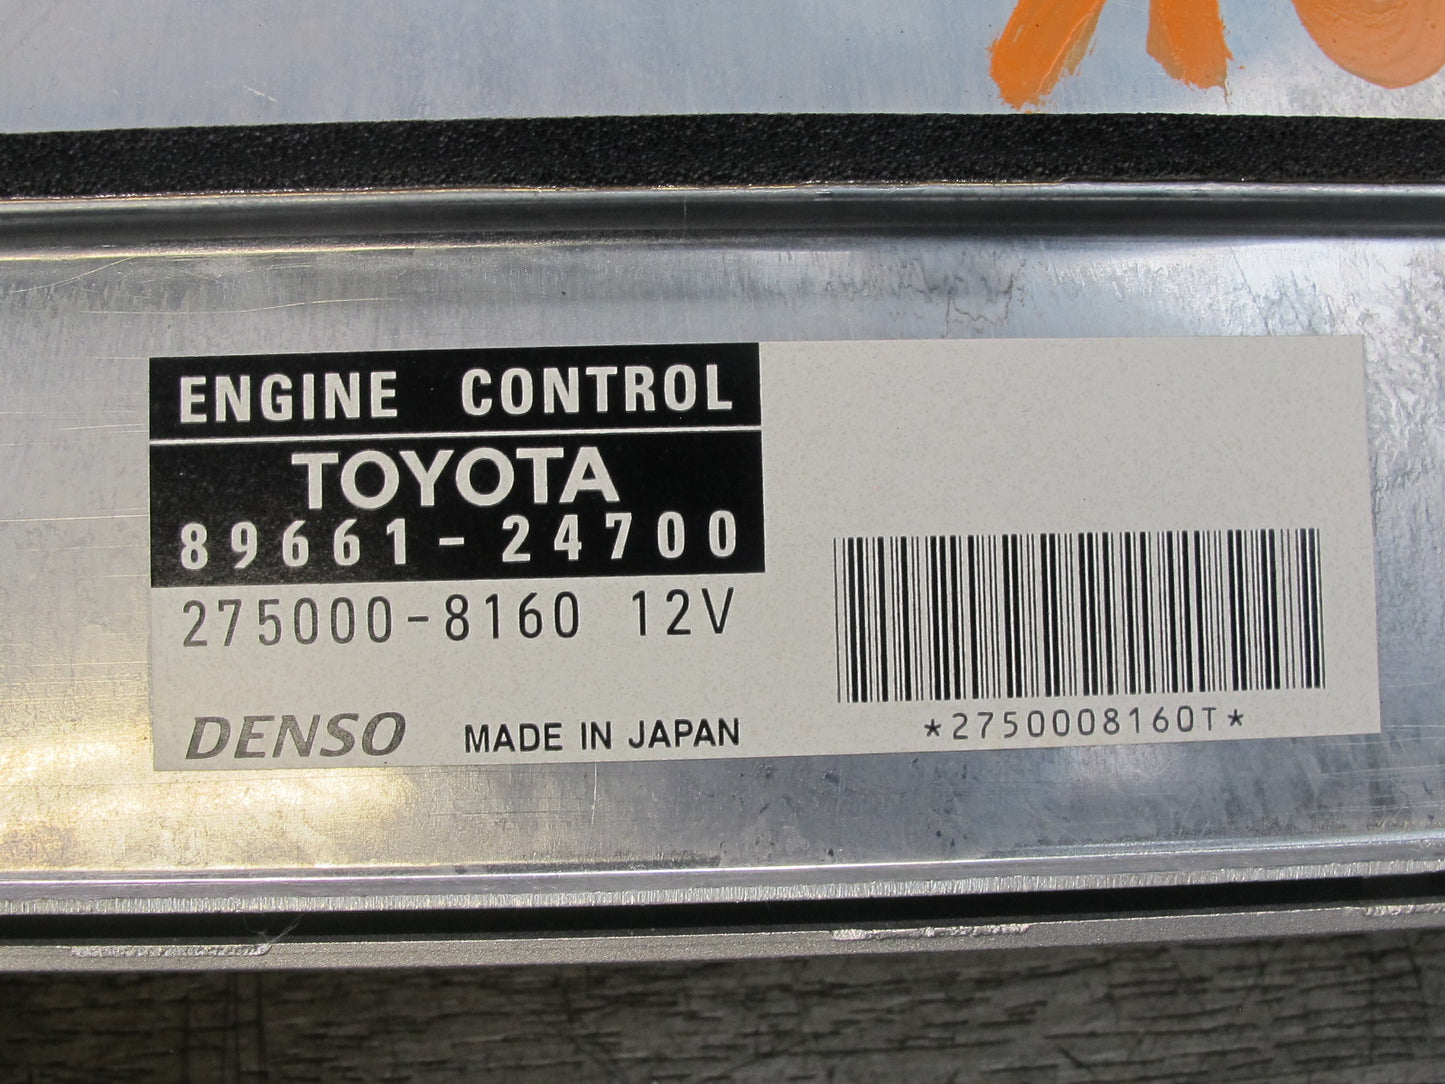 ENGINE CONTROL
TOYOTA
89661-24700
275000-8160 12V
DENSO MADE IN JAPAN
*2750008160T*